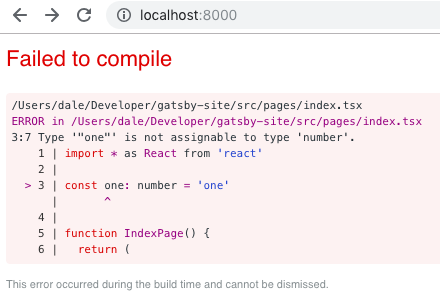 localhost:8000
Failed to compile
/Users/dale/Developer/gatsby-site/src/pages/index.tsx
ERROR in /Users/dale/Developer/gatsby-site/src/pages/index.tsx
3:7 Type '"one"' is not assignable to type 'number'.
    1 | import * as React from 'react'
    2 |
  > 3 | const one: number = 'one'
      |       ^
    4 |
    5 | function IndexPage() {
    6 |   return (
This error occurred during the build time and cannot be dismissed.